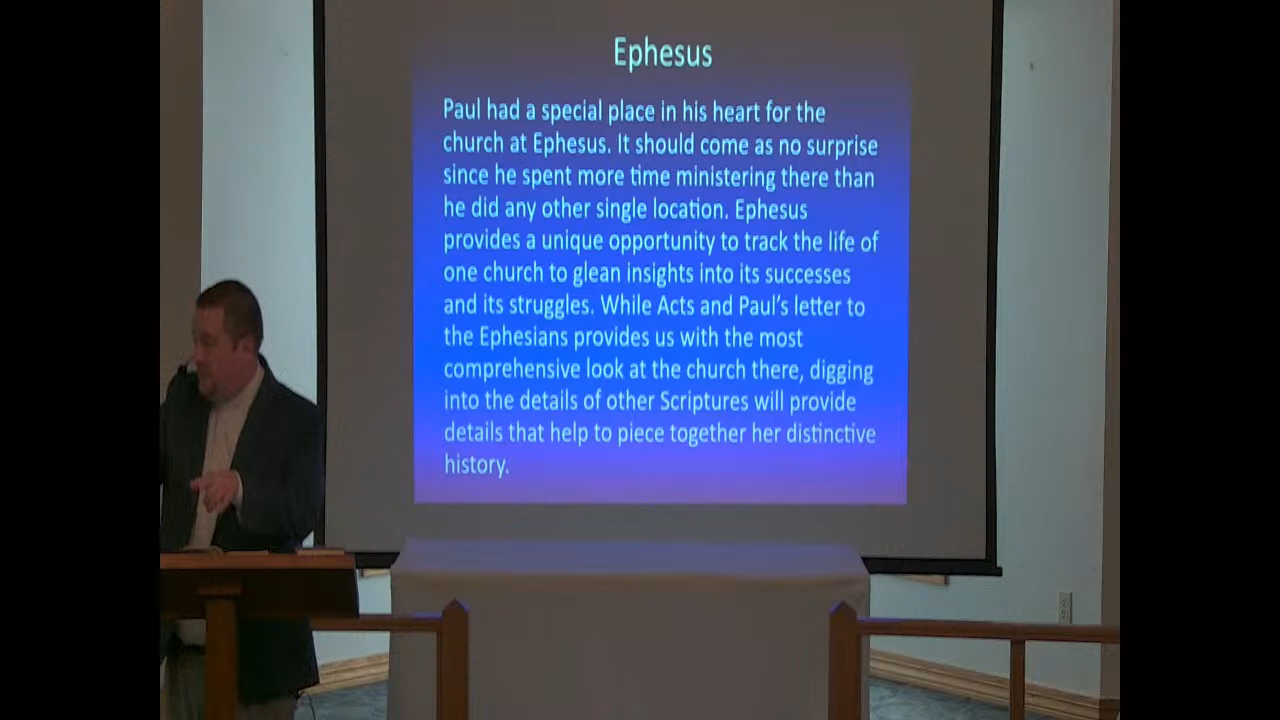 Ephesus
Paul had a special place in his heart for the
church at Ephesus. It should come as no surprise
since he spent more time ministering there than
he did any other single location. Ephesus
provides a unique opportunity to track the life of
one church to glean insights into its successes
and its struggles. While Acts and Paul's letter to
the Ephesians provides us with the most
comprehensive look at the church there, digging
into the details of other Scriptures will provide
details that help to piece together her distinctive
history.